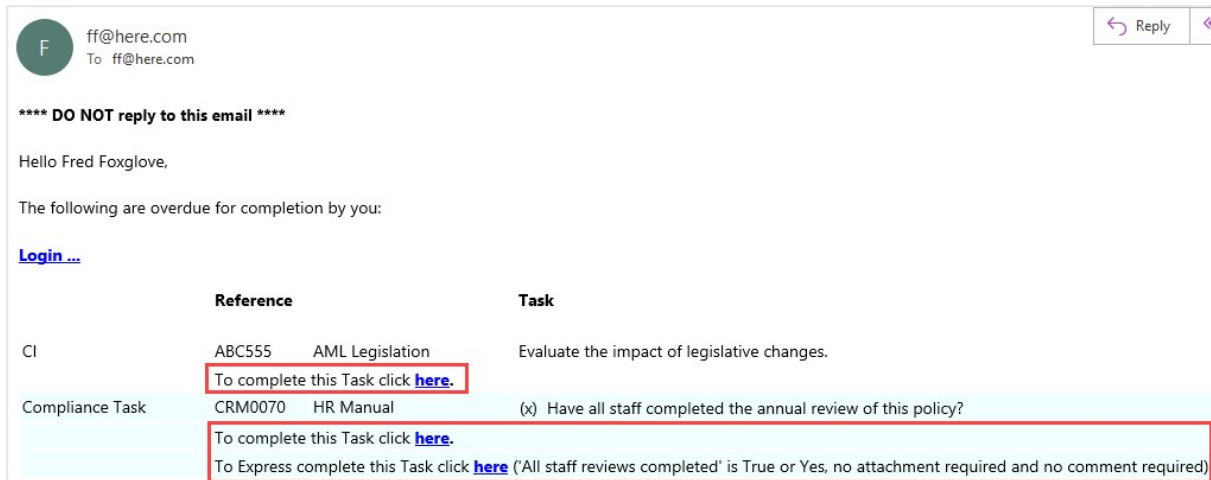 F
ff@here.com
Reply
To ff@here.com
**** DO NOT reply to this email ****
Hello Fred Foxglove,
The following are overdue for completion by you:
Login ...
Reference Task
CI ABC555 AML Legislation Evaluate the impact of legislative changes.
To complete this Task click here.
Compliance Task CRM0070 HR Manual (x) Have all staff completed the annual review of this policy?
To complete this Task click here.
To Express complete this Task click here ('All staff reviews completed' is True or Yes, no attachment required and no comment required)